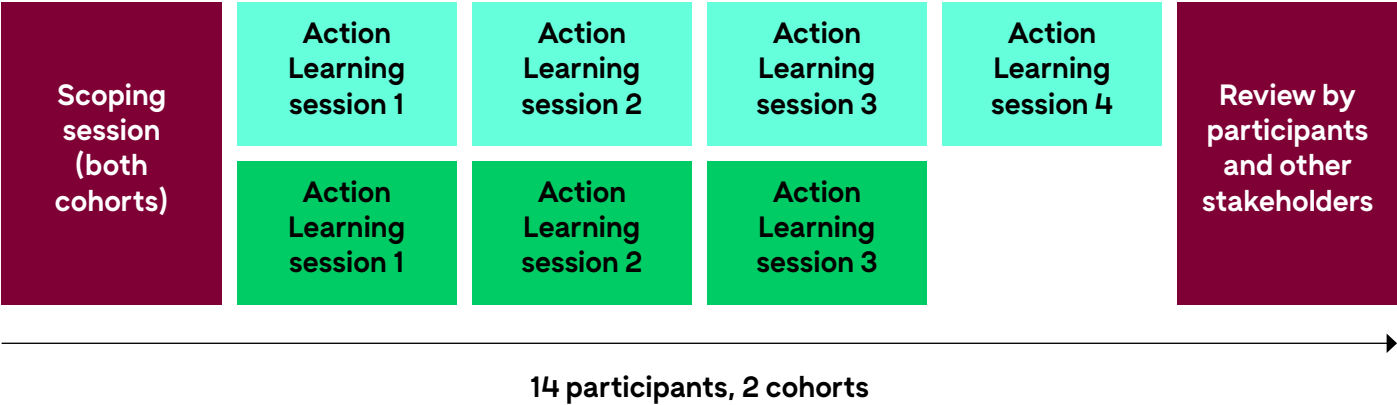 Scoping
session
(both
cohorts)
Action
Learning
session 1
Action
Learning
session 2
Action
Learning
session 3
Action
Learning
session 4
Action
Learning
session 1
Action
Learning
session 2
Action
Learning
session 3
Review by
participants
and other
stakeholders
14 participants, 2 cohorts